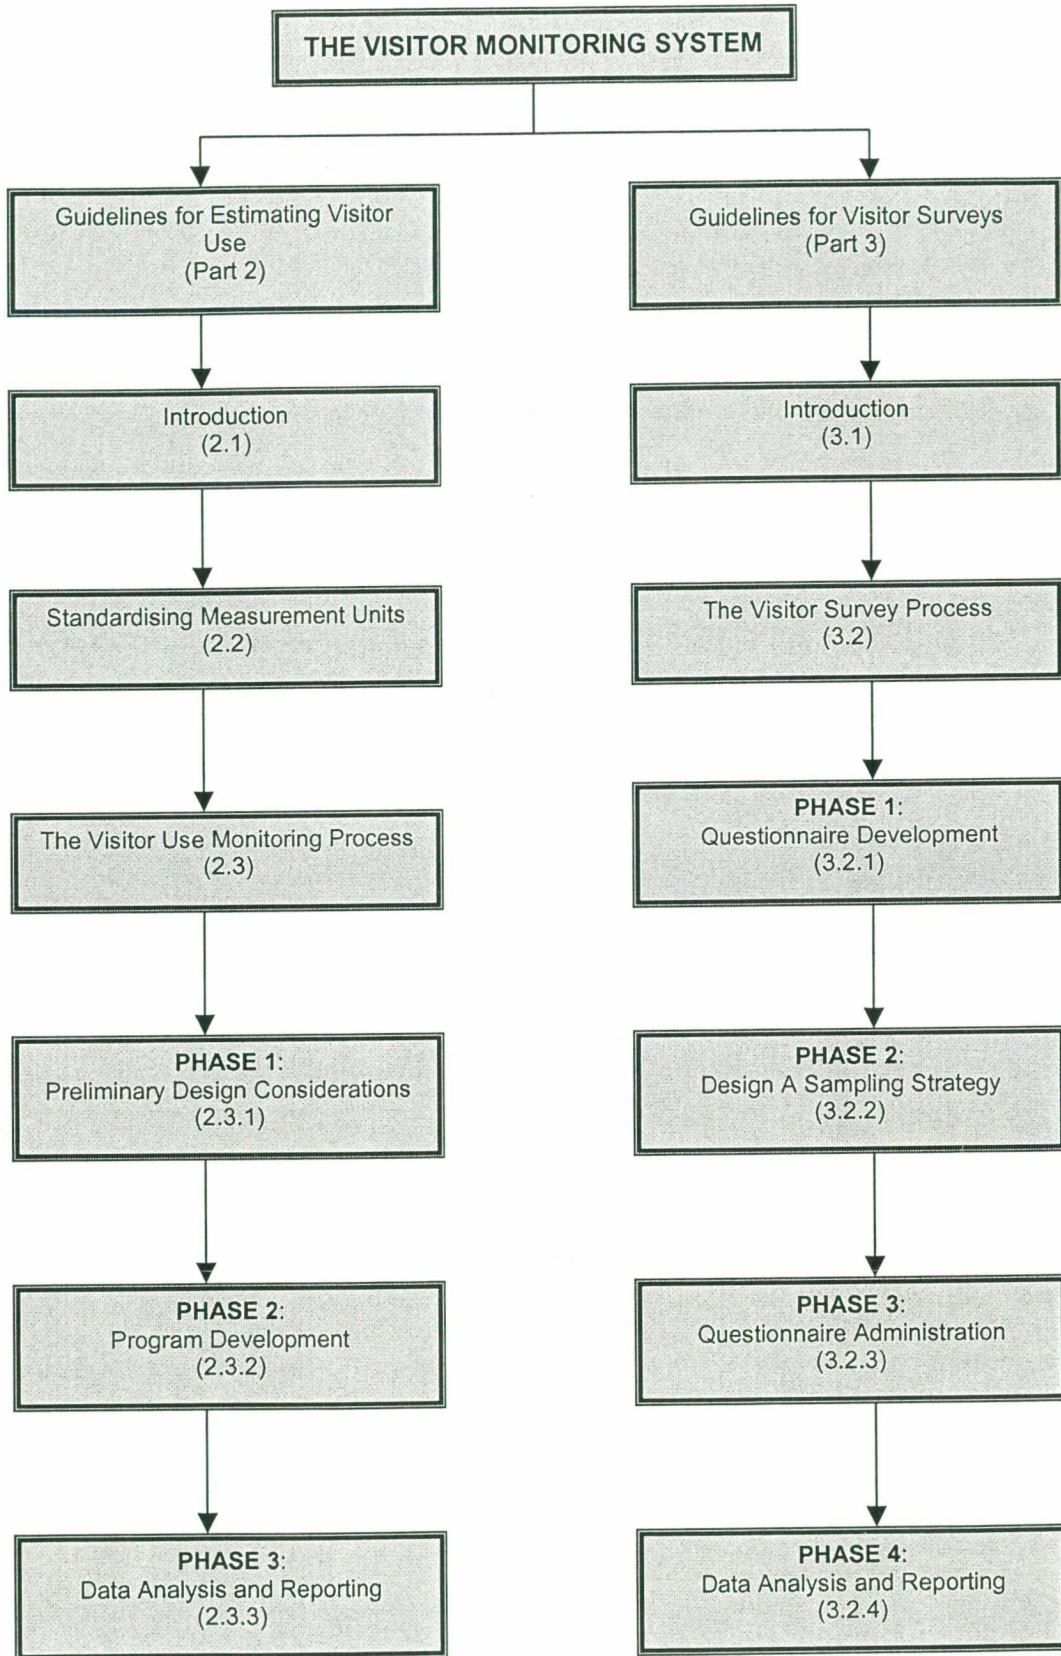 THE VISITOR MONITORING SYSTEM
Guidelines for Estimating Visitor
Use
(Part 2)
Introduction
(2.1)
Standardising Measurement Units
(2.2)
The Visitor Use Monitoring Process
(2.3)
PHASE 1:
Preliminary Design Considerations
(2.3.1)
PHASE 2:
Program Development
(2.3.2)
PHASE 3:
Data Analysis and Reporting
(2.3.3)
Guidelines for Visitor Surveys
(Part 3)
Introduction
(3.1)
The Visitor Survey Process
(3.2)
PHASE 1:
Questionnaire Development
(3.2.1)
PHASE 2:
Design A Sampling Strategy
(3.2.2)
PHASE 3:
Questionnaire Administration
(3.2.3)
PHASE 4:
Data Analysis and Reporting
(3.2.4)